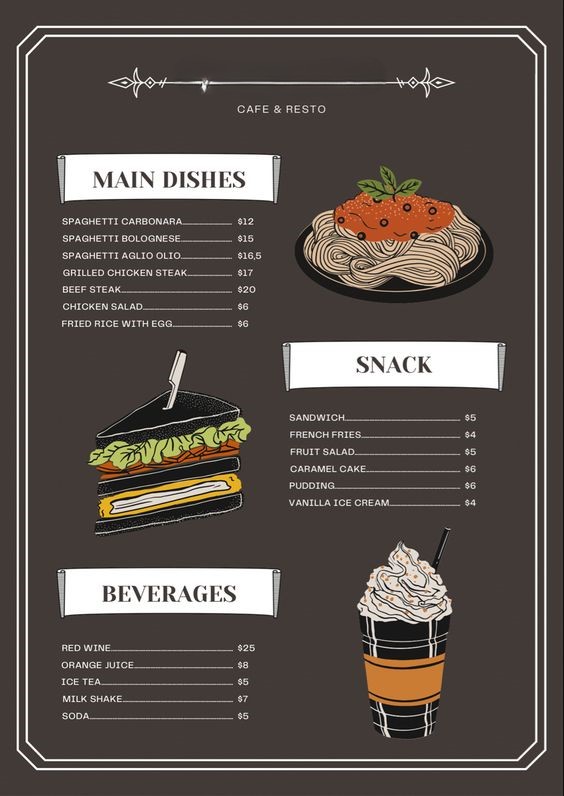 CAFE & RESTO
MAIN DISHES
SPAGHETTI CARBONARA $12
SPAGHETTI BOLOGNESE $15
SPAGHETTI AGLIO OLIO $16,5
GRILLED CHICKEN STEAK $17
BEEF STEAK $20
CHICKEN SALAD $6
FRIED RICE WITH EGG $6
SNACK
SANDWICH $5
FRENCH FRIES $4
FRUIT SALAD $5
CARAMEL CAKE $6
PUDDING $6
VANILLA ICE CREAM $4
BEVERAGES
RED WINE $25
ORANGE JUICE $8
ICE TEA $5
MILK SHAKE $7
SODA $5